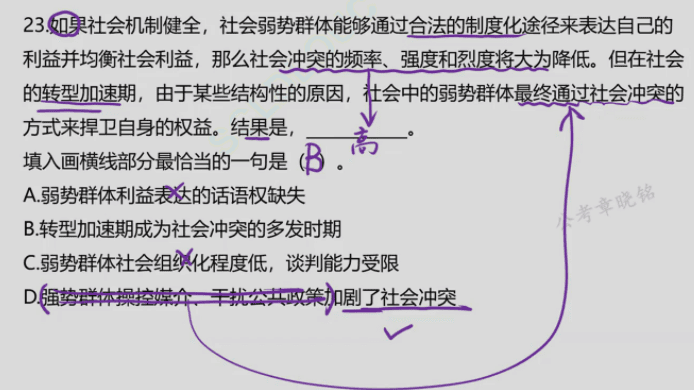 23.如果社会机制健全，社会弱势群体能够通过合法的制度化途径来表达自己的
利益并均衡社会利益，那么社会冲突的频率、强度和烈度将大为降低。但在社会
的转型加速期，由于某些结构性的原因，社会中的弱势群体最终通过社会冲突的
方式来捍卫自身的权益。结果是，__________。
高
填入画横线部分最恰当的一句是（B）。
A.弱势群体利益表达的话语权缺失
B.转型加速期成为社会冲突的多发时期
C.弱势群体社会组织化程度低，谈判能力受限
D.强势群体操控媒介、干扰公共政策加剧了社会冲突
公考章晓铭